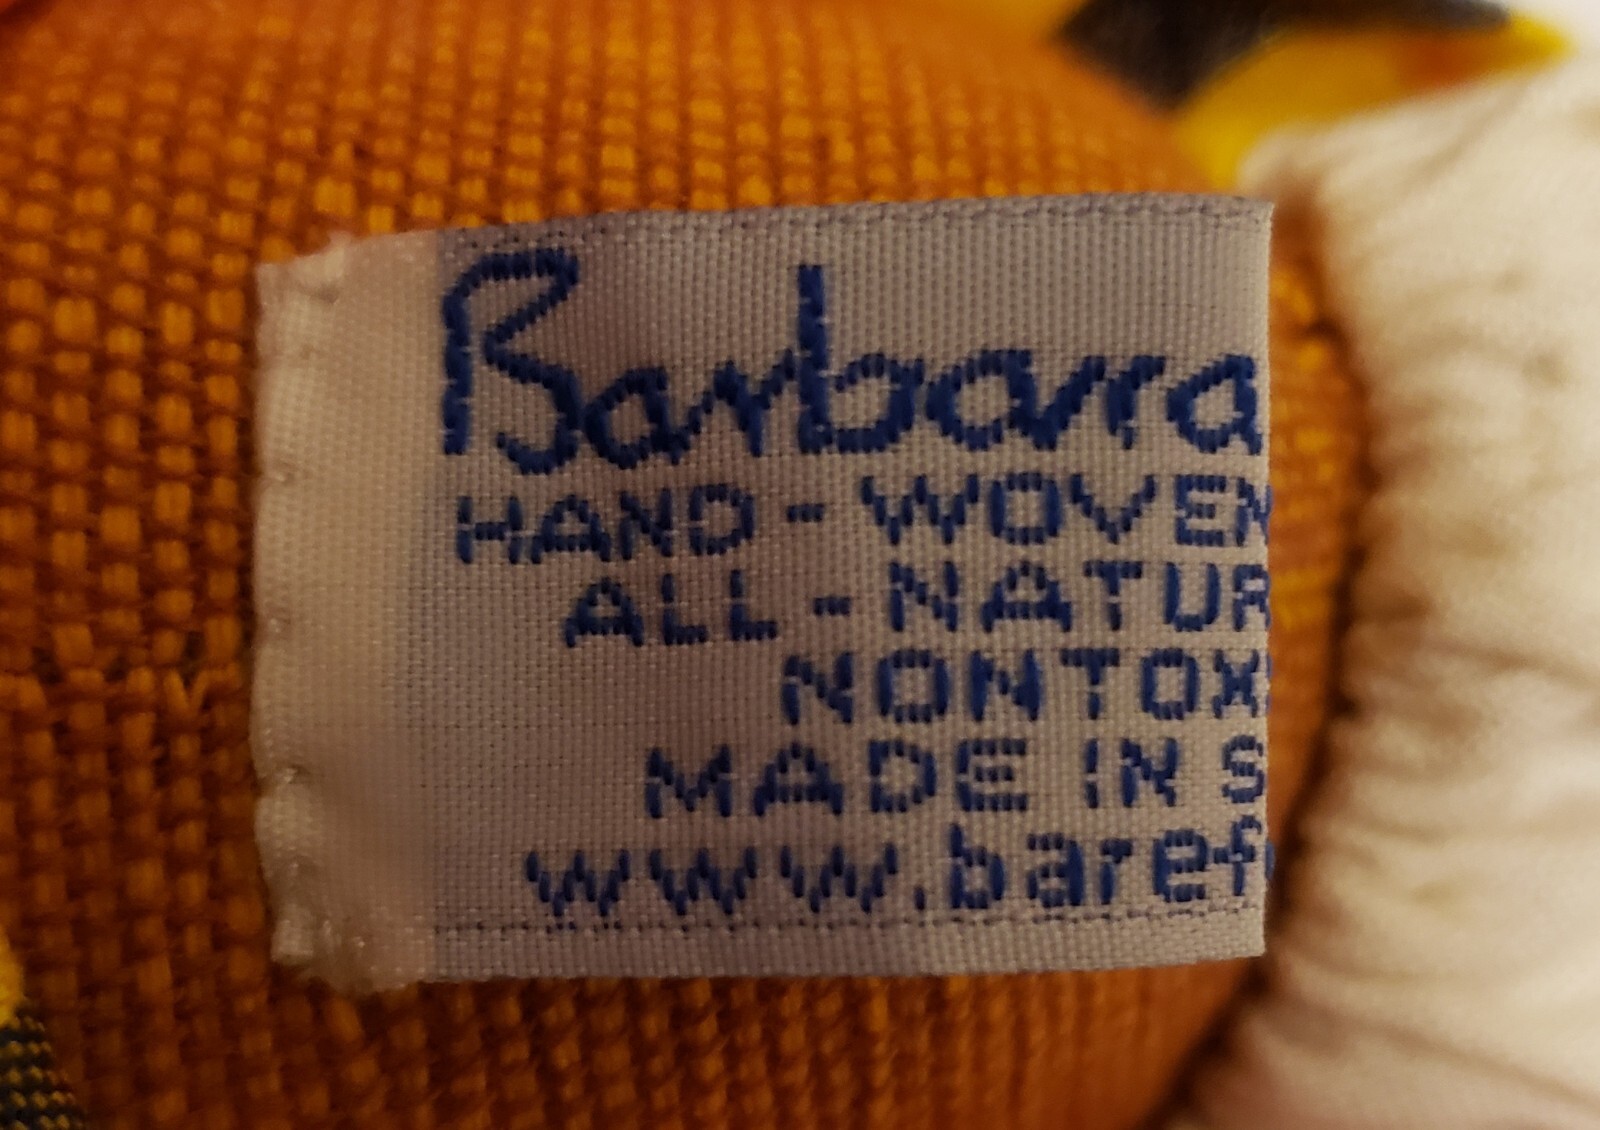 Barbara
HAND-WOVEN
ALL-NATUR
NONTOX
MADE IN S
www.baref